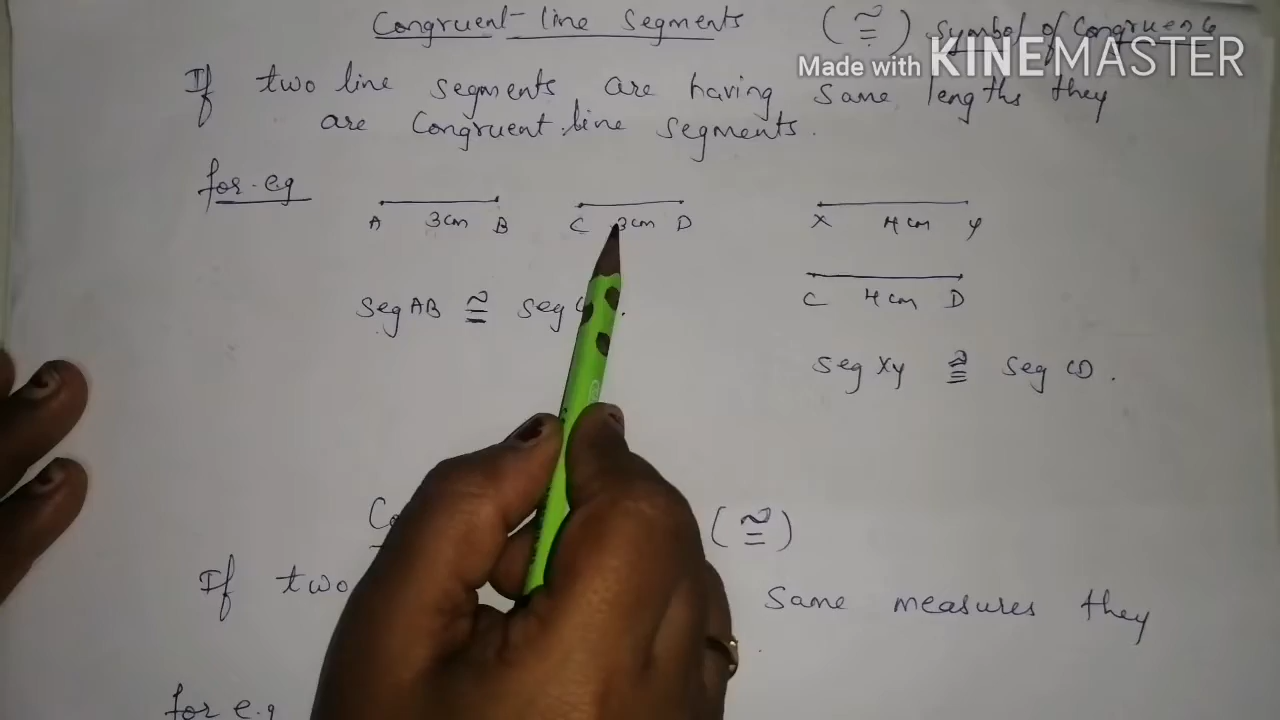 Congruent line segments (≅) symbol of Congruence
Made with KINEMASTER
If two line segments are having same lengths they
are Congruent line segments.
for e.g
A 3cm B C 3cm D X 4cm Y
C 4cm D
seg AB ≅ seg
seg XY ≅ seg CD.
(≅)
If two same measures they
for e.g